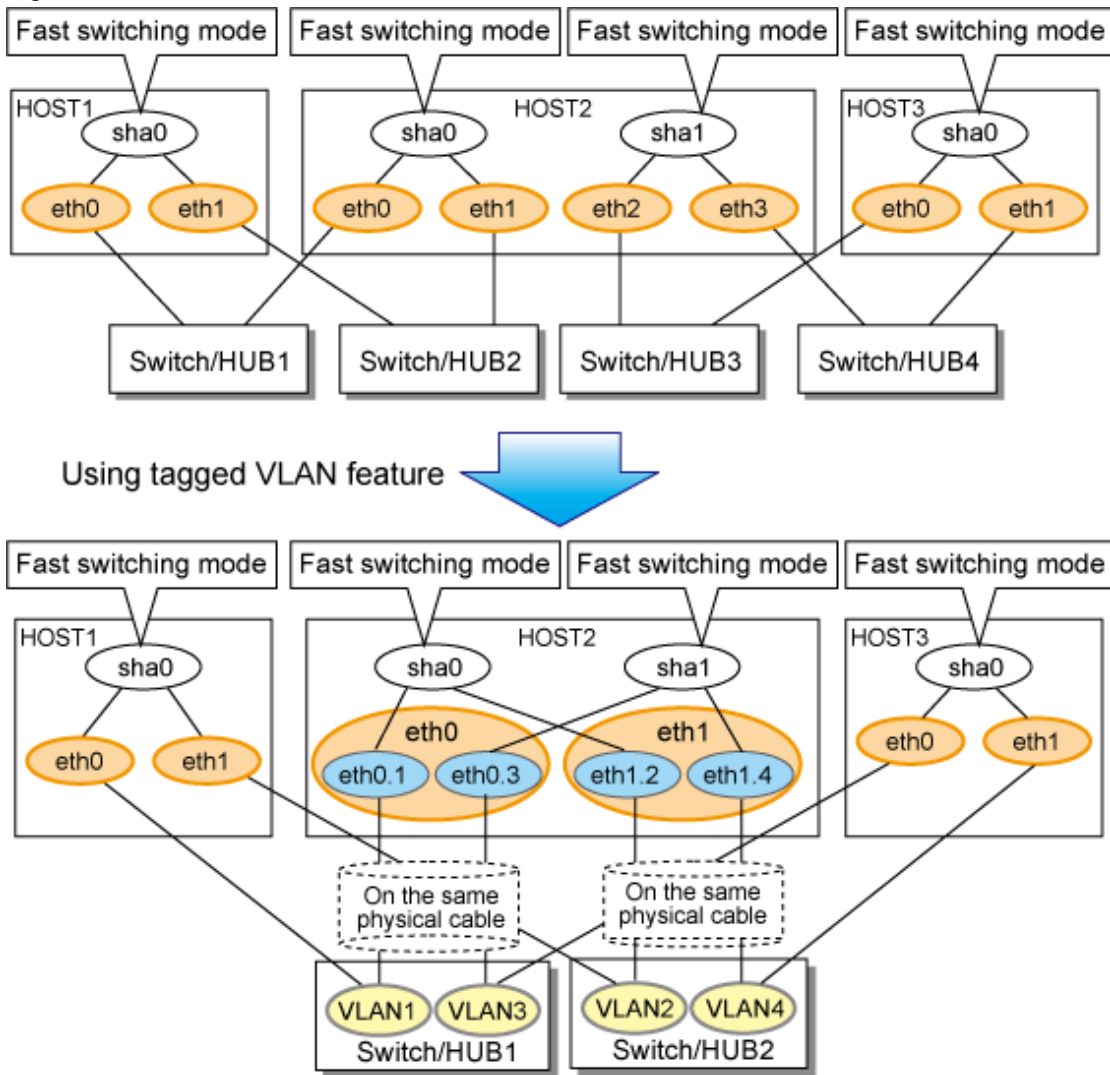 Fast switching mode
Fast switching mode
Fast switching mode
Fast switching mode
HOST1
HOST2
HOST3
sha0
sha0
sha1
sha0
eth0
eth1
eth0
eth1
eth2
eth3
eth0
eth1
Switch/HUB1
Switch/HUB2
Switch/HUB3
Switch/HUB4
Using tagged VLAN feature
Fast switching mode
Fast switching mode
Fast switching mode
Fast switching mode
HOST1
HOST2
HOST3
sha0
sha0
sha1
sha0
eth0
eth1
eth0
eth1
eth0
eth1
eth0.1
eth0.3
eth1.2
eth1.4
On the same
physical cable
On the same
physical cable
VLAN1
VLAN3
VLAN2
VLAN4
Switch/HUB1
Switch/HUB2